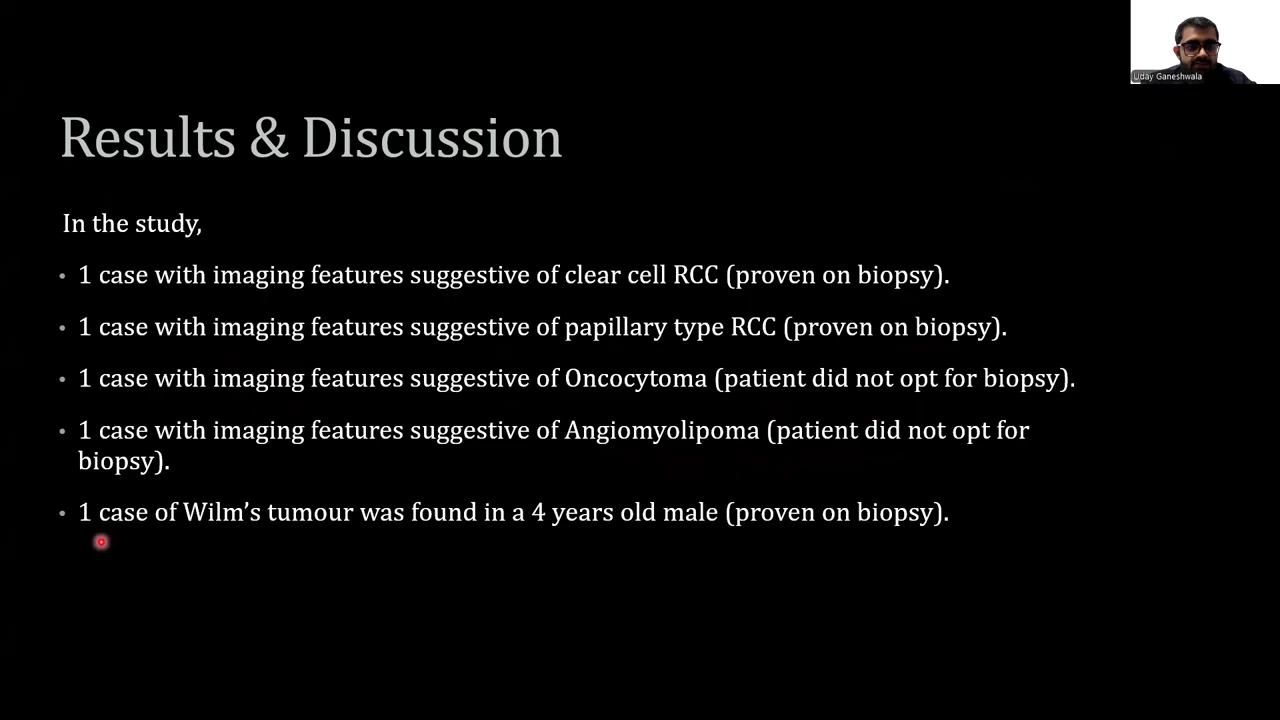 Uday Ganeshwala
Results & Discussion
In the study,
• 1 case with imaging features suggestive of clear cell RCC (proven on biopsy).
• 1 case with imaging features suggestive of papillary type RCC (proven on biopsy).
• 1 case with imaging features suggestive of Oncocytoma (patient did not opt for biopsy).
• 1 case with imaging features suggestive of Angiomyolipoma (patient did not opt for
biopsy).
• 1 case of Wilm’s tumour was found in a 4 years old male (proven on biopsy).